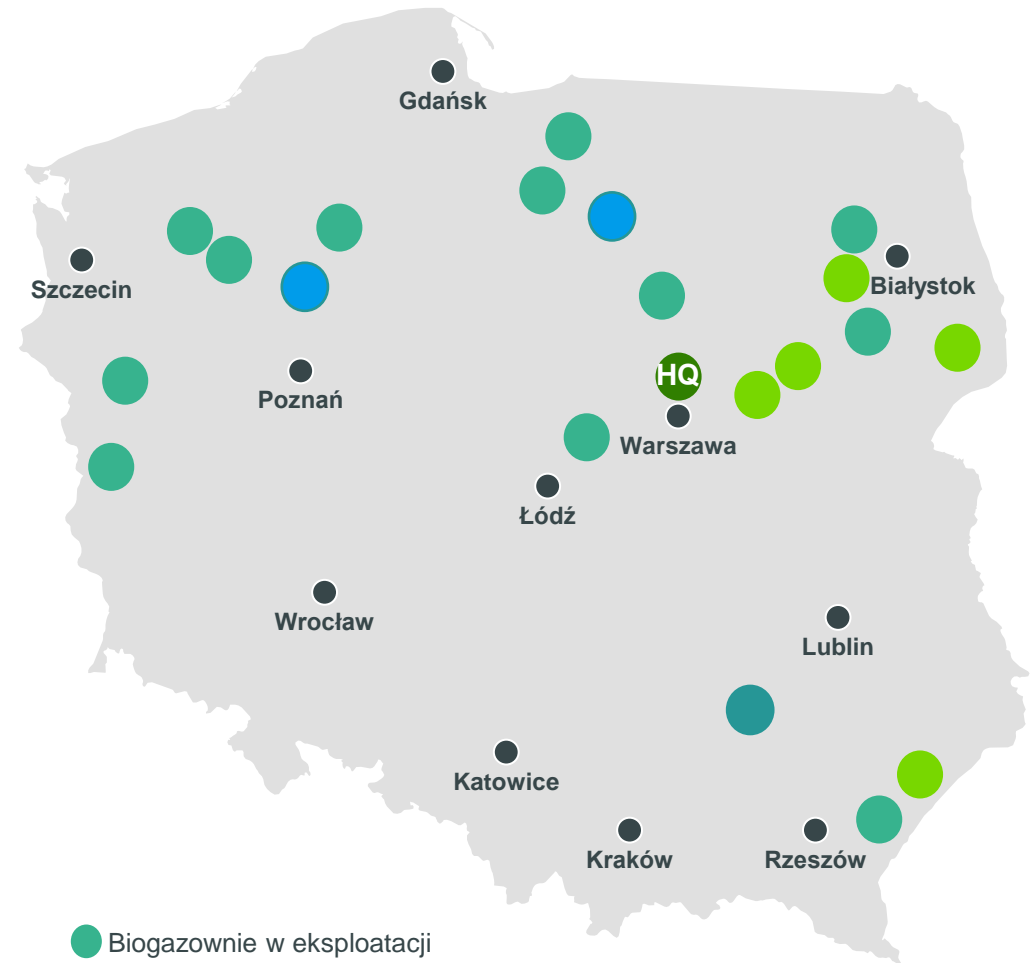 Gdańsk
Szczecin
Białystok
Poznań
HQ
Warszawa
Łódź
Wrocław
Lublin
Katowice
Kraków
Rzeszów
Biogazownie w eksploatacji